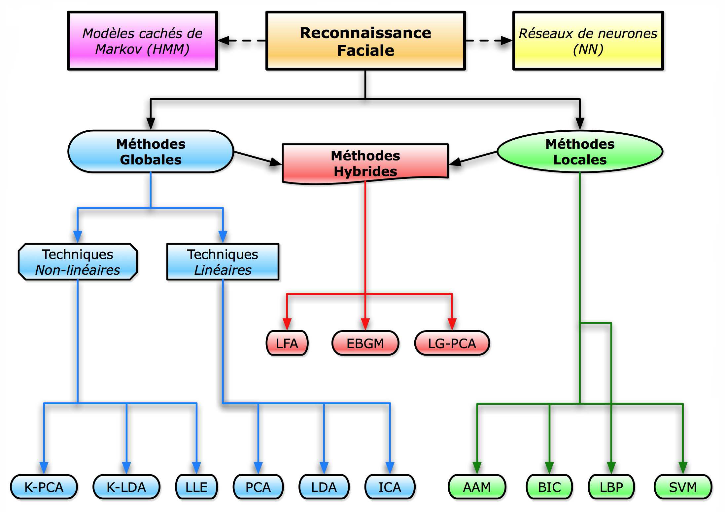 Modèles cachés de
Markov (HMM)
Reconnaissance
Faciale
Réseaux de neurones
(NN)
Méthodes
Globales
Méthodes
Hybrides
Méthodes
Locales
Techniques
Non-linéaires
Techniques
Linéaires
LFA
EBGM
LG-PCA
K-PCA
K-LDA
LLE
PCA
LDA
ICA
AAM
BIC
LBP
SVM